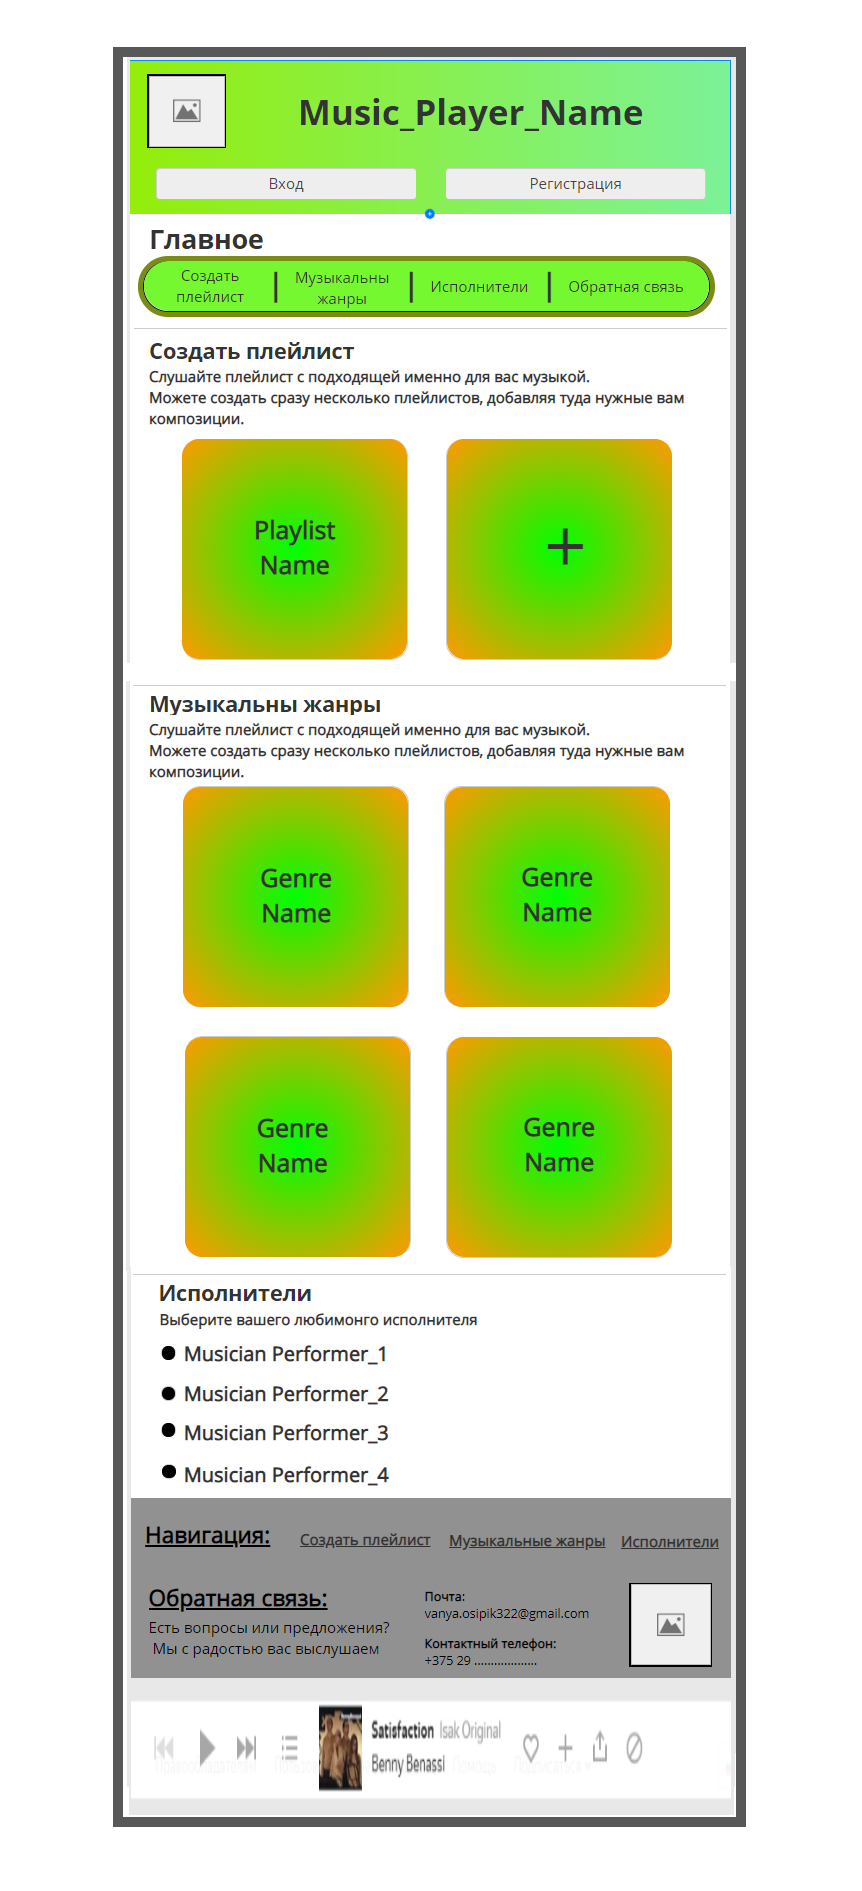 Music_Player_Name
Вход
Регистрация
Главное
Создать
плейлист
Музыкальны
жанры
Исполнители
Обратная связь
Создать плейлист
Слушайте плейлист с подходящей именно для вас музыкой.
Можете создать сразу несколько плейлистов, добавляя туда нужные вам
композиции.
Playlist
Name
+
Музыкальны жанры
Слушайте плейлист с подходящей именно для вас музыкой.
Можете создать сразу несколько плейлистов, добавляя туда нужные вам
композиции.
Genre
Name
Genre
Name
Genre
Name
Genre
Name
Исполнители
Выберите вашего любимонго исполнителя
Musician Performer_1
Musician Performer_2
Musician Performer_3
Musician Performer_4
Навигация:
Создать плейлист
Музыкальные жанры
Исполнители
Обратная связь:
Есть вопросы или предложения?
Мы с радостью вас выслушаем
Почта:
vanya.osipik322@gmail.com
Контактный телефон:
+375 29 ...................
Satisfaction Isak Original
Benny Benassi
Правообладателям
Помощь